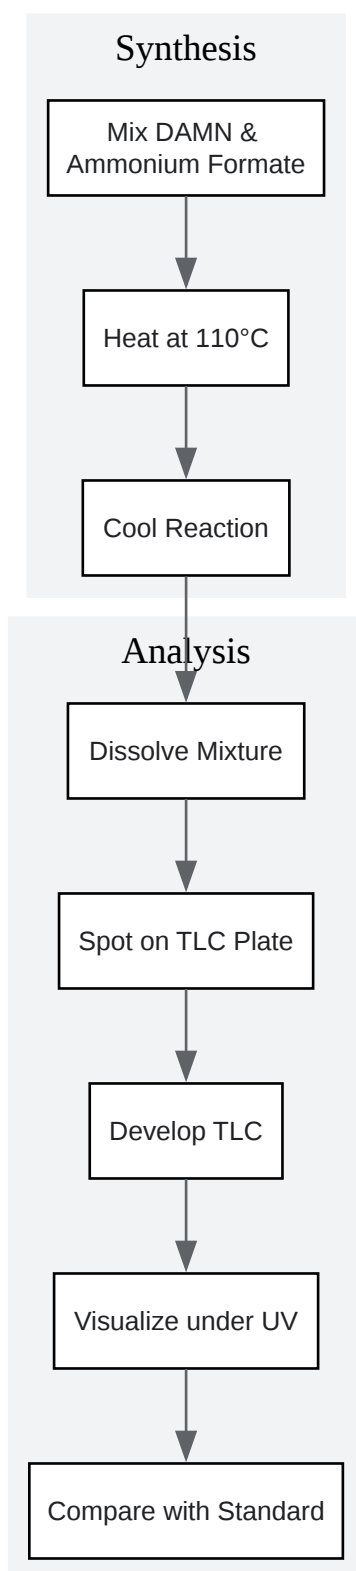 Synthesis
Mix DAMN &
Ammonium Formate
Heat at 110°C
Cool Reaction
Analysis
Dissolve Mixture
Spot on TLC Plate
Develop TLC
Visualize under UV
Compare with Standard